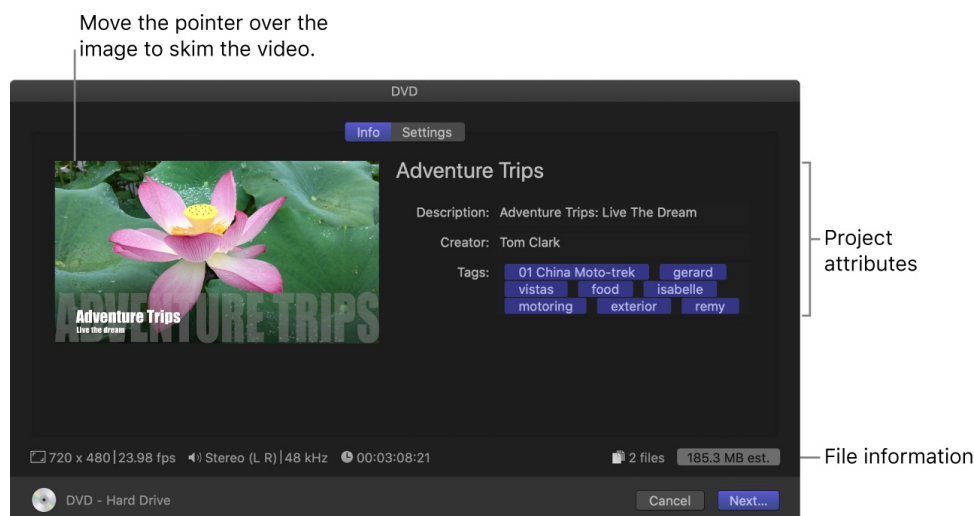 Move the pointer over the
image to skim the video.
DVD
Info Settings
Adventure Trips
Description: Adventure Trips: Live The Dream
Creator: Tom Clark
Tags: 01 China Moto-trek gerard
vistas food isabelle
motoring exterior remy
ADVENTURE TRIPS
Adventure Trips
Live the dream
Project
attributes
720 x 480 | 23.98 fps Stereo (L R) | 48 kHz 00:03:08:21 2 files 185.3 MB est.
File information
DVD - Hard Drive Cancel Next...